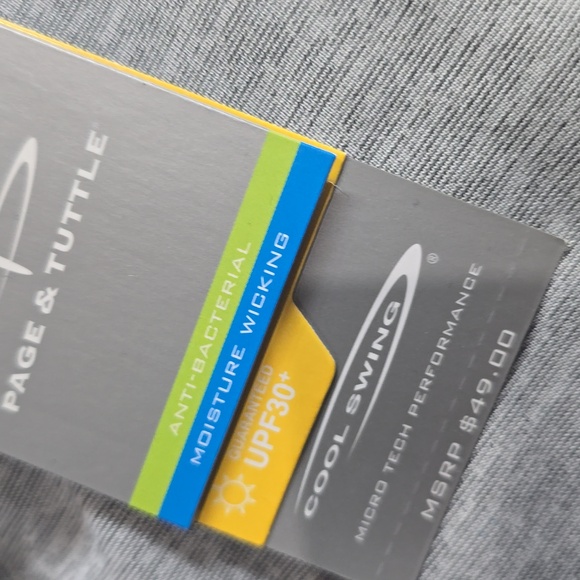 PAGE & TUTTLE
ANTI-BACTERIAL
MOISTURE WICKING
GUARANTEED
UPF30+
COOL SWING®
MICRO TECH PERFORMANCE
MSRP $49.00